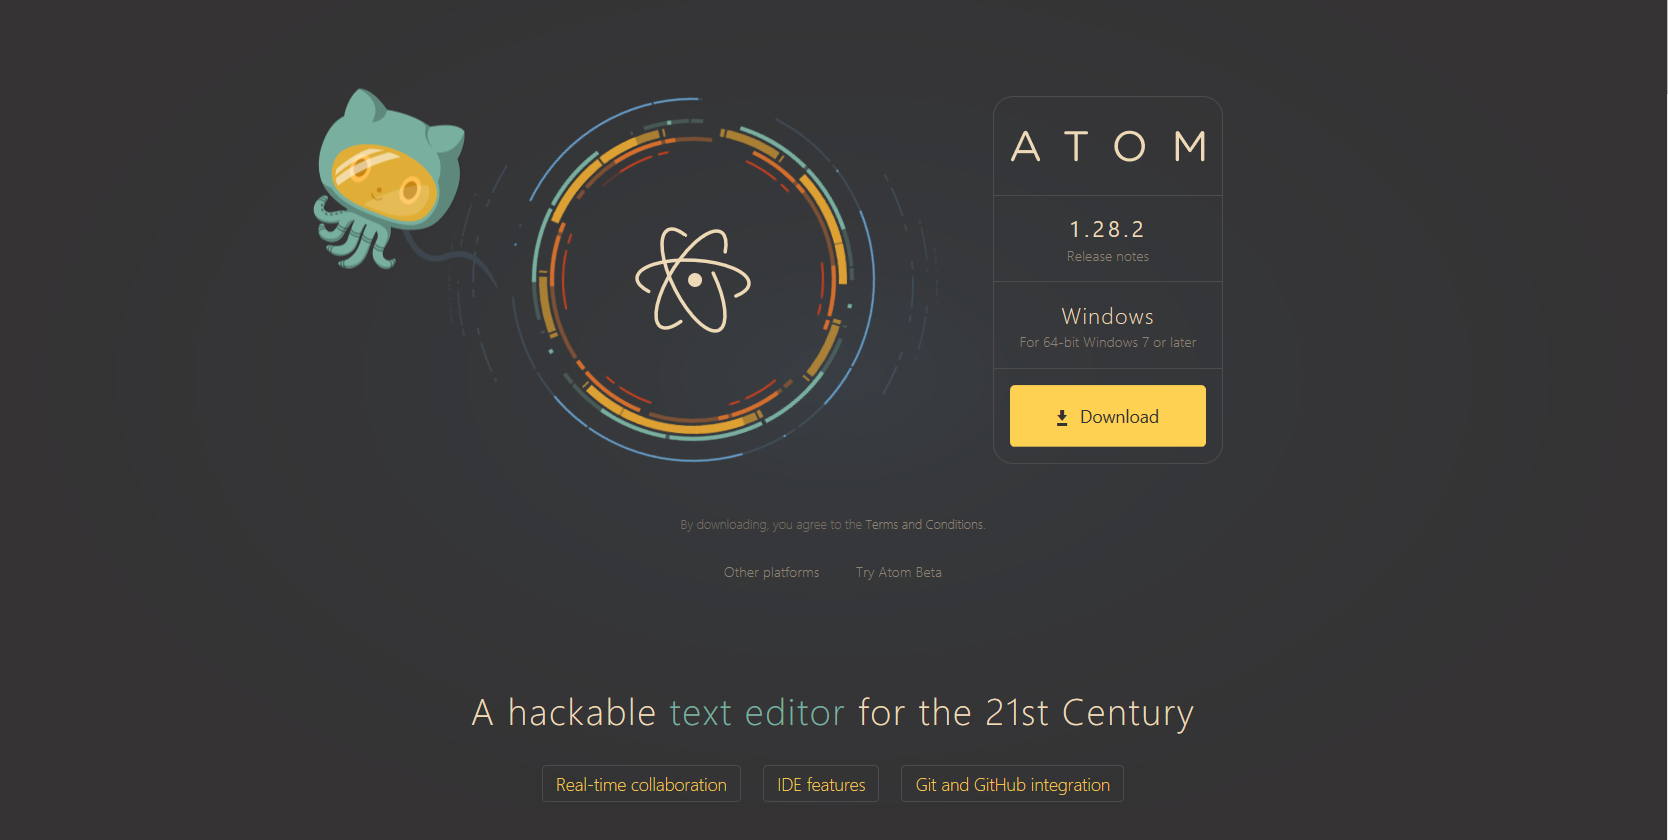 ATOM
1.28.2
Release notes
Windows
For 64-bit Windows 7 or later
Download
By downloading, you agree to the Terms and Conditions.
Other platforms Try Atom Beta
A hackable text editor for the 21st Century
Real-time collaboration IDE features Git and GitHub integration